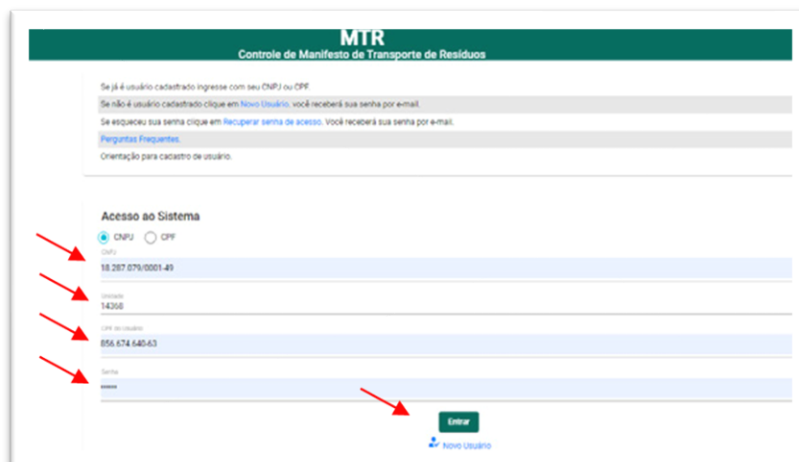 MTR
Controle de Manifesto de Transporte de Resíduos
Se já é usuário cadastrado ingresse com seu CNPJ ou CPF.
Se não é usuário cadastrado clique em Novo Usuário. você receberá sua senha por e-mail.
Se esqueceu sua senha clique em Recuperar senha de acesso. Você receberá sua senha por e-mail.
Perguntas Frequentes.
Orientação para cadastro de usuário.
Acesso ao Sistema
CNPJ CPF
CNPJ
18.287.079/0001-49
Unidade
14368
CPF do Usuário
856.674.640-63
Senha
•••••
Entrar
Novo Usuário